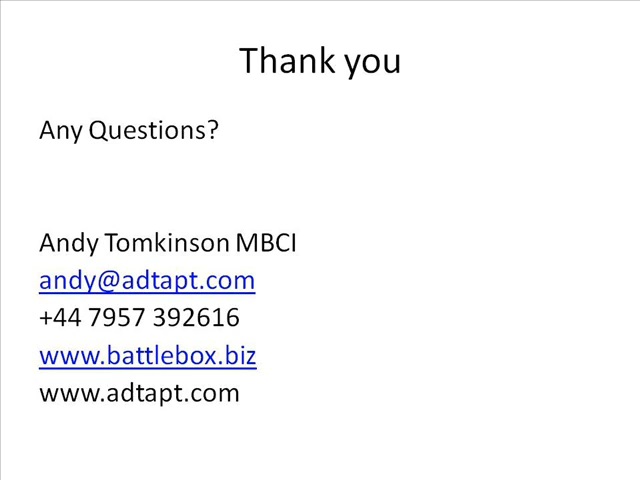 Thank you
Any Questions?
Andy Tomkinson MBCI
andy@adtapt.com
+44 7957 392616
www.battlebox.biz
www.adtapt.com